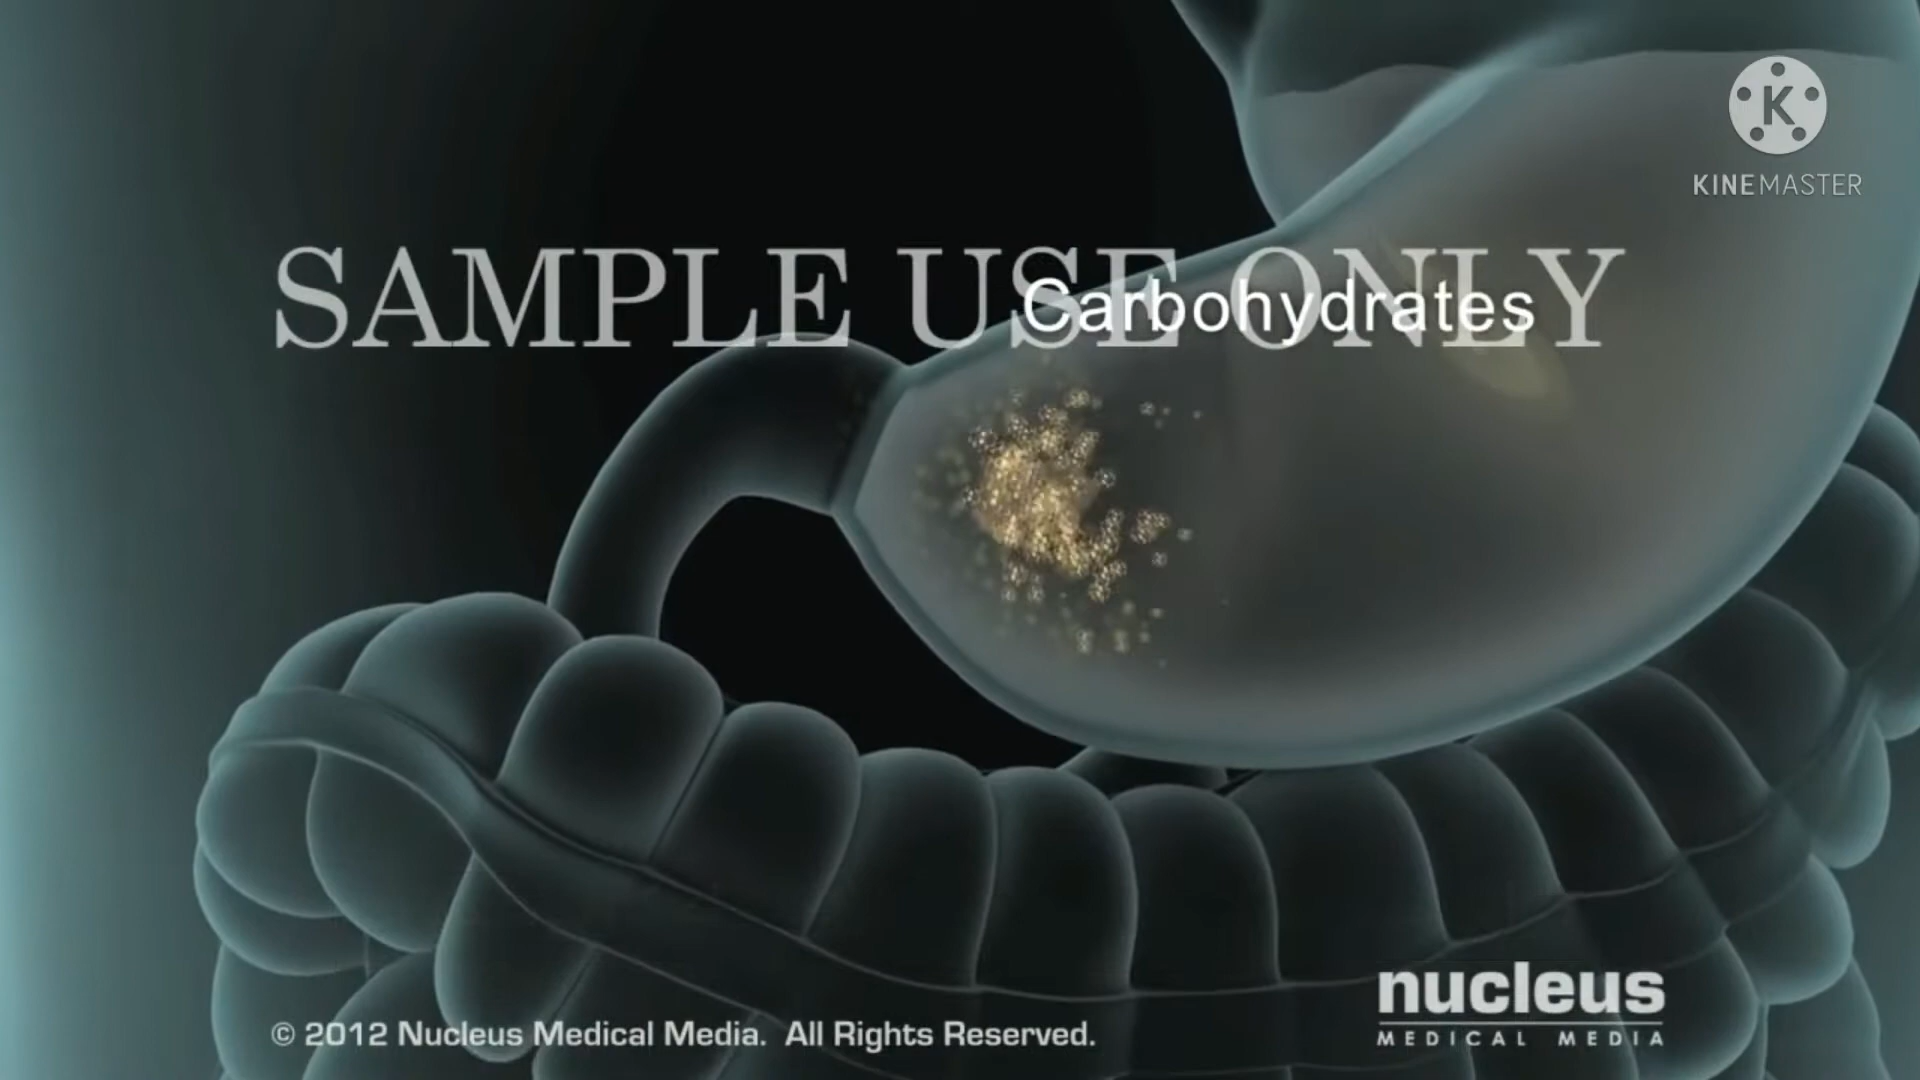 K
KINEMASTER
SAMPLE USE ONLY
Carbohydrates
nucleus
MEDICAL MEDIA
© 2012 Nucleus Medical Media. All Rights Reserved.